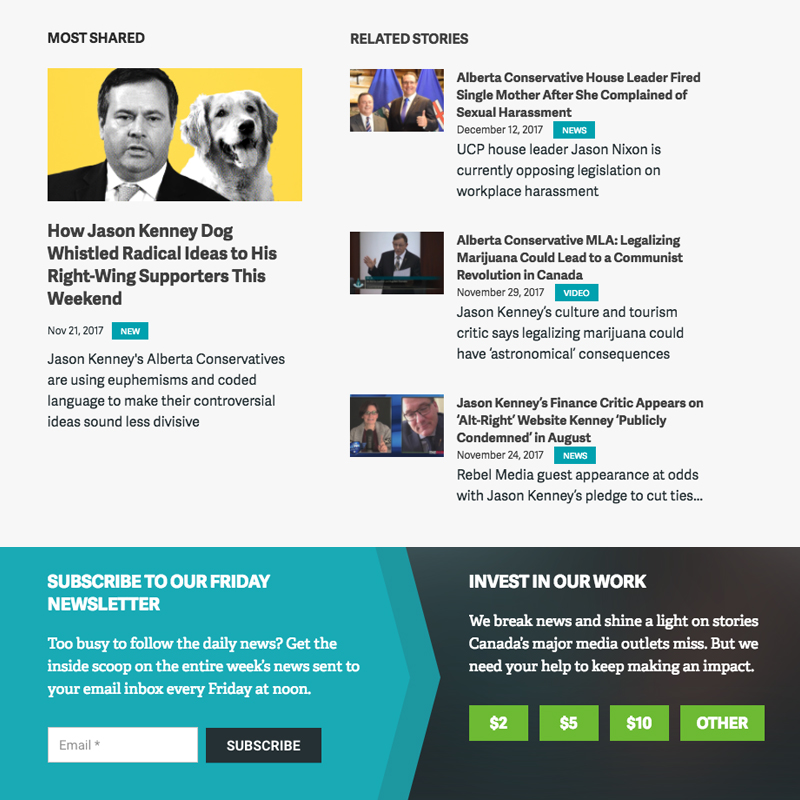 MOST SHARED
How Jason Kenney Dog
Whistled Radical Ideas to His
Right-Wing Supporters This
Weekend
Nov 21, 2017 NEW
Jason Kenney's Alberta Conservatives
are using euphemisms and coded
language to make their controversial
ideas sound less divisive
RELATED STORIES
Alberta Conservative House Leader Fired
Single Mother After She Complained of
Sexual Harassment
December 12, 2017 NEWS
UCP house leader Jason Nixon is
currently opposing legislation on
workplace harassment
Alberta Conservative MLA: Legalizing
Marijuana Could Lead to a Communist
Revolution in Canada
November 29, 2017 VIDEO
Jason Kenney’s culture and tourism
critic says legalizing marijuana could
have ‘astronomical’ consequences
Jason Kenney’s Finance Critic Appears on
‘Alt-Right’ Website Kenney ‘Publicly
Condemned’ in August
November 24, 2017 NEWS
Rebel Media guest appearance at odds
with Jason Kenney’s pledge to cut ties...
SUBSCRIBE TO OUR FRIDAY
NEWSLETTER
Too busy to follow the daily news? Get the
inside scoop on the entire week’s news sent to
your email inbox every Friday at noon.
Email * SUBSCRIBE
INVEST IN OUR WORK
We break news and shine a light on stories
Canada’s major media outlets miss. But we
need your help to keep making an impact.
$2 $5 $10 OTHER